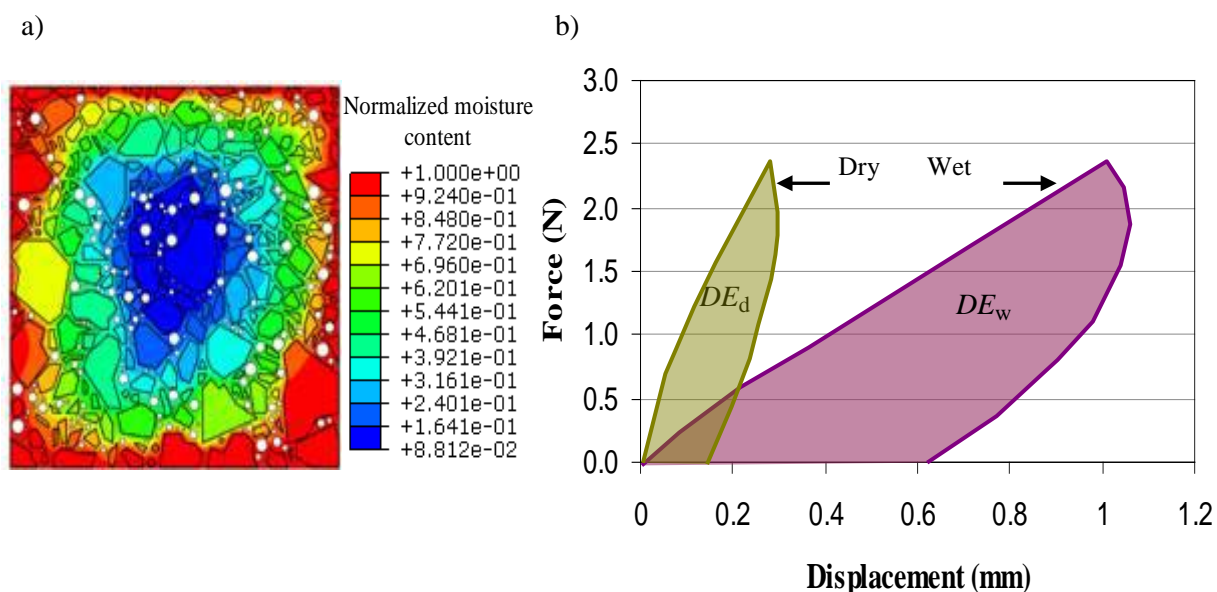 a)
Normalized moisture
content
+1.000e+00
+9.240e-01
+8.480e-01
+7.720e-01
+6.960e-01
+6.201e-01
+5.441e-01
+4.681e-01
+3.921e-01
+3.161e-01
+2.401e-01
+1.641e-01
+8.812e-02
b)
Force (N)
3.0
2.5
2.0
1.5
1.0
0.5
0.0
Dry Wet
DEd
DEw
0 0.2 0.4 0.6 0.8 1 1.2
Displacement (mm)